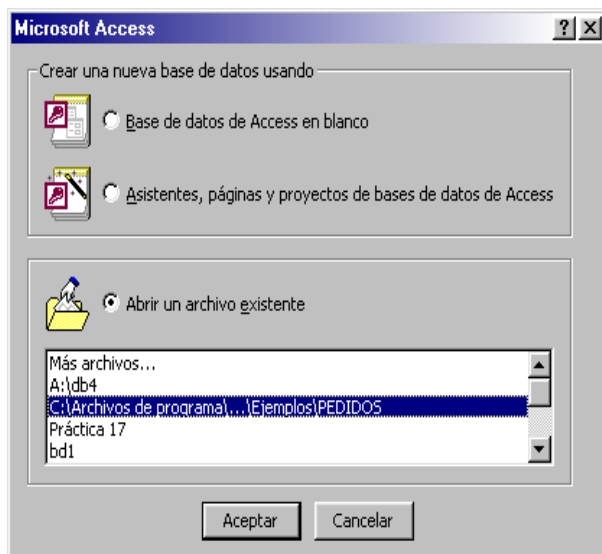 Microsoft Access
Crear una nueva base de datos usando
Base de datos de Access en blanco
Asistentes, páginas y proyectos de bases de datos de Access
Abrir un archivo existente
Más archivos...
A:\db4
C:\Archivos de programa\...\Ejemplos\PEDIDOS
Práctica 17
bd1
Aceptar
Cancelar